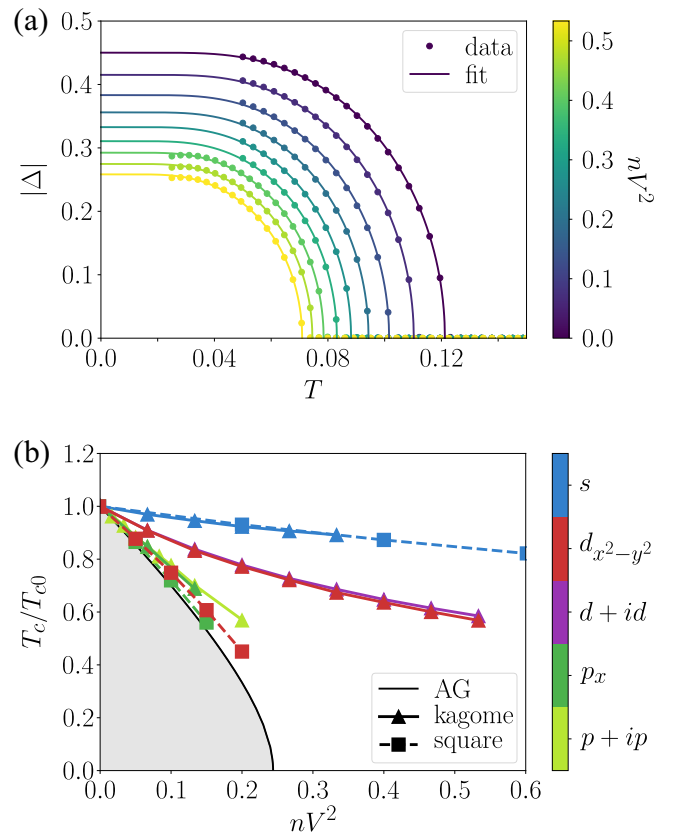 (a)
0.5
0.4
0.3
0.2
0.1
0.0
|Δ|
0.00
0.04
0.08
0.12
T
data
fit
0.5
0.4
0.3
0.2
0.1
0.0
nV²
(b)
1.2
1.0
0.8
0.6
0.4
0.2
0.0
T_c/T_{c0}
0.0
0.1
0.2
0.3
0.4
0.5
0.6
nV²
AG
kagome
square
s
d_{x²−y²}
d + id
p_x
p + ip